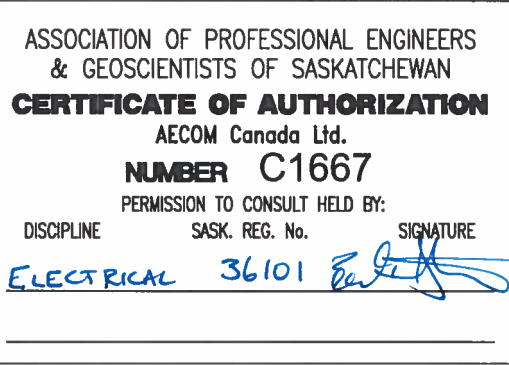 ASSOCIATION OF PROFESSIONAL ENGINEERS
& GEOSCIENTISTS OF SASKATCHEWAN
CERTIFICATE OF AUTHORIZATION
AECOM Canada Ltd.
NUMBER C1667
PERMISSION TO CONSULT HELD BY:
DISCIPLINE SASK. REG. No. SIGNATURE
ELECTRICAL 36101